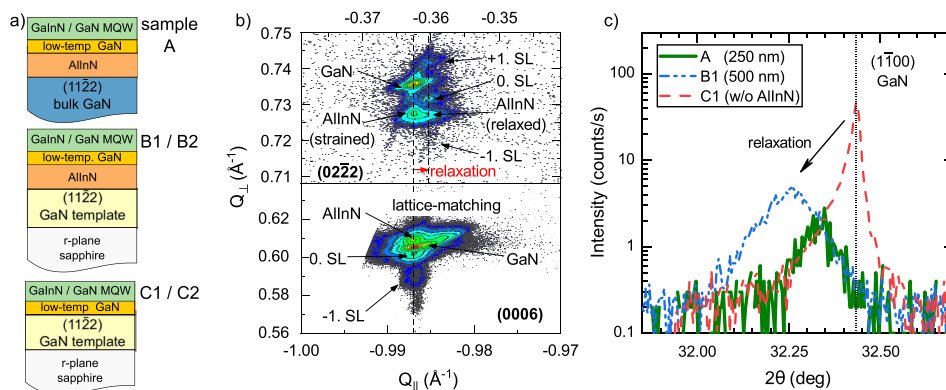 a)
sample
A
GaInN / GaN MQW
low-temp GaN
AlInN
(112̅2)
bulk GaN
B1 / B2
GaInN / GaN MQW
low-temp. GaN
AlInN
(112̅2)
GaN template
r-plane
sapphire
C1 / C2
GaInN / GaN MQW
low-temp GaN
(112̅2)
GaN template
r-plane
sapphire
b)
-0.37 -0.36 -0.35
0.75
0.74
0.73
0.72
0.71
0.62
0.60
0.58
0.56
Q⊥ (Å⁻¹)
GaN
+1. SL
0. SL
AlInN
(strained)
AlInN
(relaxed)
-1. SL
(022̅2)
relaxation
lattice-matching
AlInN
0. SL
GaN
-1. SL
(0006)
-1.00 -0.99 -0.98 -0.97
Q|| (Å⁻¹)
c)
A (250 nm)
B1 (500 nm)
C1 (w/o AlInN)
(11̅00)
GaN
relaxation
100
10
1
0.1
Intensity (counts/s)
32.00 32.25 32.50
2θ (deg)